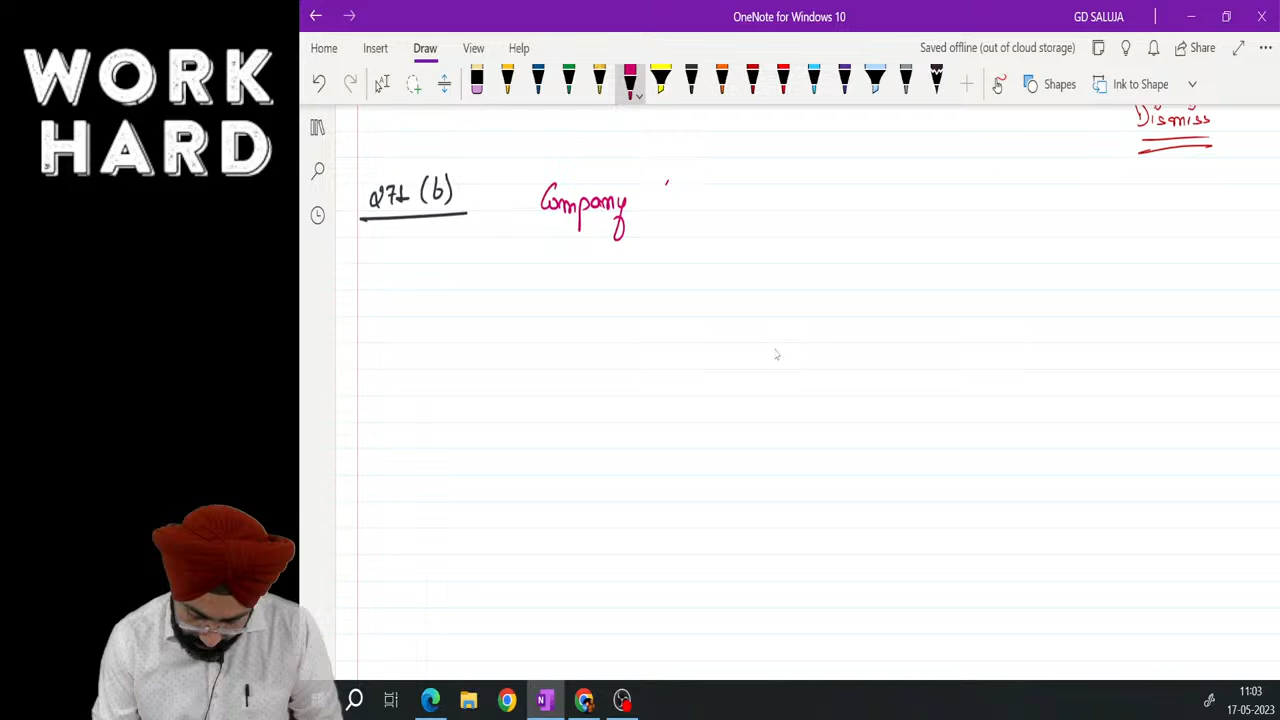 WORK
HARD
OneNote for Windows 10
GD SALUJA
Home Insert Draw View Help
Saved offline (out of cloud storage)
Share
Shapes
Ink to Shape
Dismiss
271 (b)
Company
11:03
17-05-2023